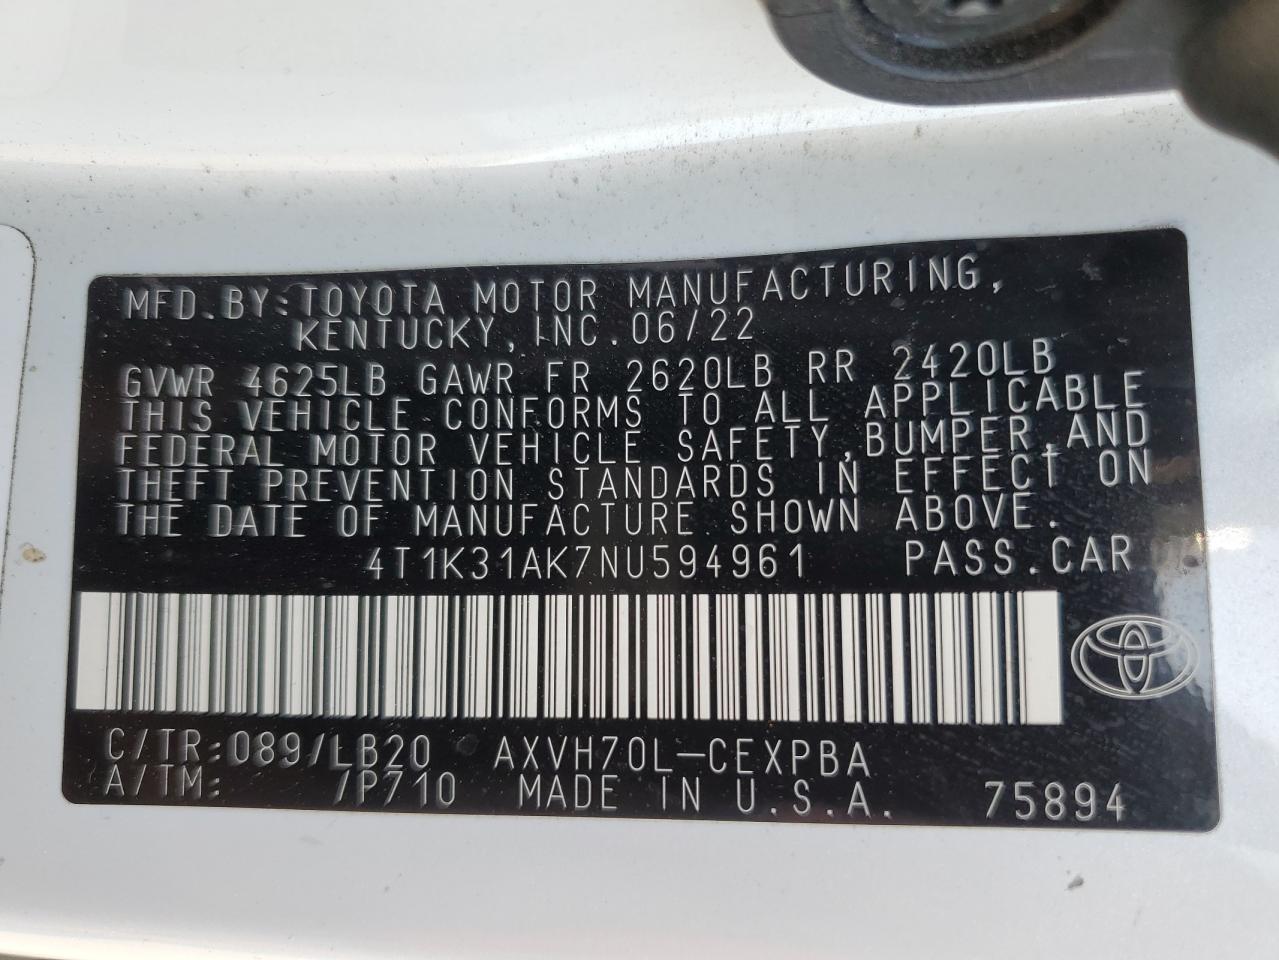 MFD.BY:TOYOTA MOTOR MANUFACTURING,
KENTUCKY,INC.06/22
GVWR 4625LB GAWR FR 2620LB RR 2420LB
THIS VEHICLE CONFORMS TO ALL APPLICABLE
FEDERAL MOTOR VEHICLE SAFETY,BUMPER,AND
THEFT PREVENTION STANDARDS IN EFFECT ON
THE DATE OF MANUFACTURE SHOWN ABOVE.
4T1K31AK7NU594961 PASS.CAR
C/TR:089/LB20 AXVH70L-CEXPBA
A/TM: /P710 MADE IN U.S.A. 75894